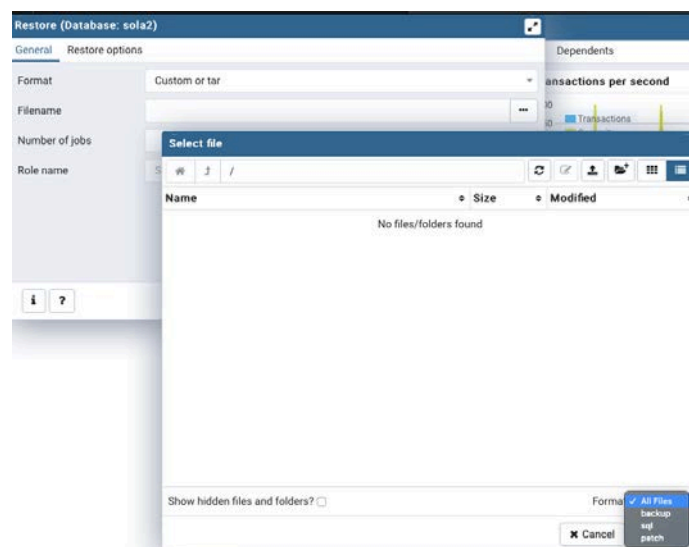 Restore (Database: sola2)
General Restore options
Dependents
Format Custom or tar
ansactions per second
Filename
Transactions
Number of jobs
Role name
Select file
/
Name Size Modified
No files/folders found
i ?
Show hidden files and folders?
Format
All Files
backup
sql
patch
Cancel